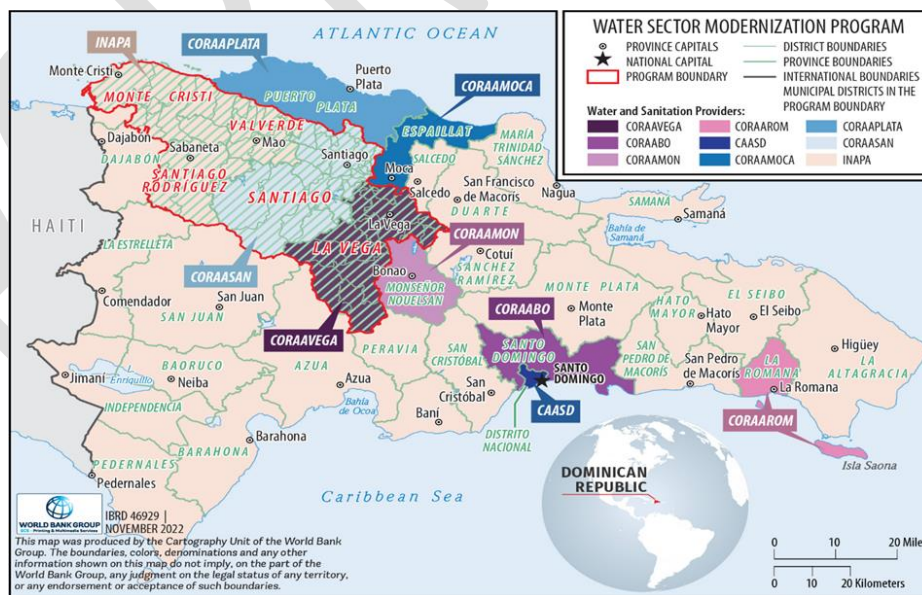 INAPA
CORAAPLATA
ATLANTIC OCEAN
Monte Cristi
Puerto
Plata
CORAAMOCA
MONTE
CRISTI
PUERTO
PLATA
VALVERDE
ESPAILLAT
MARÍA
TRINIDAD
SÁNCHEZ
Dajabón
DAJABÓN
Sabaneta
Mao
Santiago
Moca
SALCEDO
Salcedo
San Francisco
de Macorís
Nagua
SANTIAGO
RODRÍGUEZ
SANTIAGO
La Vega
DUARTE
SAMANÁ
Samaná
Bahía de
Samaná
HAITI
LA ESTRELLETA
CORAASAN
LA VEGA
CORAAMON
Bonao
Cotuí
SÁNCHEZ
RAMÍREZ
MONSEÑOR
NOUELSAN
Comendador
San Juan
SAN JUAN
CORAAVEGA
CORAABO
MONTE PLATA
Monte
Plata
HATO
MAYOR
Hato
Mayor
EL SEIBO
El Seibo
Higüey
BAORUCO
Neiba
AZUA
PERAVIA
SAN
CRISTÓBAL
SANTO
DOMINGO
SANTO
DOMINGO
SAN
PEDRO DE
MACORÍS
San Pedro
de Macorís
LA
ROMANA
La Romana
LA
ALTAGRACIA
Jimaní
Enriquillo
INDEPENDENCIA
Azua
Bahía
de Ocoa
San
Cristóbal
Baní
CAASD
DISTRITO
NACIONAL
CORAAROM
Isla Saona
BARAHONA
Barahona
PEDERNALES
Pedernales
Caribbean Sea
DOMINICAN
REPUBLIC
WATER SECTOR MODERNIZATION PROGRAM
PROVINCE CAPITALS
NATIONAL CAPITAL
PROGRAM BOUNDARY
DISTRICT BOUNDARIES
PROVINCE BOUNDARIES
INTERNATIONAL BOUNDARIES
MUNICIPAL DISTRICTS IN THE
PROGRAM BOUNDARY
Water and Sanitation Providers:
CORAAVEGA
CORAABO
CORAAMON
CORAAROM
CAASD
CORAAMOCA
CORAAPLATA
CORAASAN
INAPA
WORLD BANK GROUP
IBRD 46929 |
NOVEMBER 2022
This map was produced by the Cartography Unit of the World Bank
Group. The boundaries, colors, denominations and any other
information shown on this map do not imply, on the part of the
World Bank Group, any judgment on the legal status of any territory,
or any endorsement or acceptance of such boundaries.
0 10 20 Mile
0 10 20 Kilometers